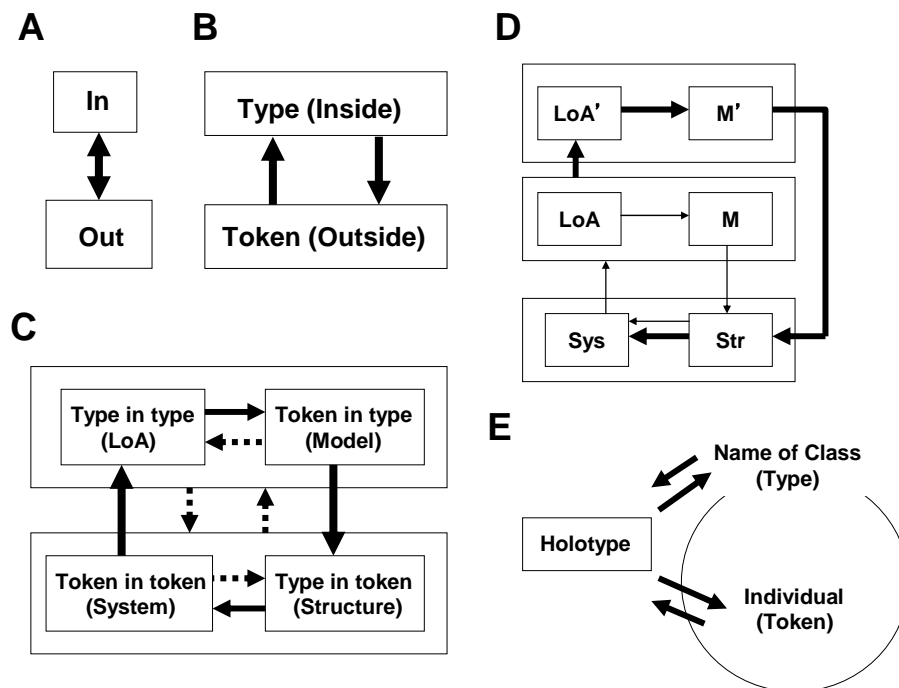 A
In
Out
B
Type (Inside)
Token (Outside)
C
Type in type
(LoA)
Token in type
(Model)
Token in token
(System)
Type in token
(Structure)
D
LoA’
M’
LoA
M
Sys
Str
E
Name of Class
(Type)
Holotype
Individual
(Token)